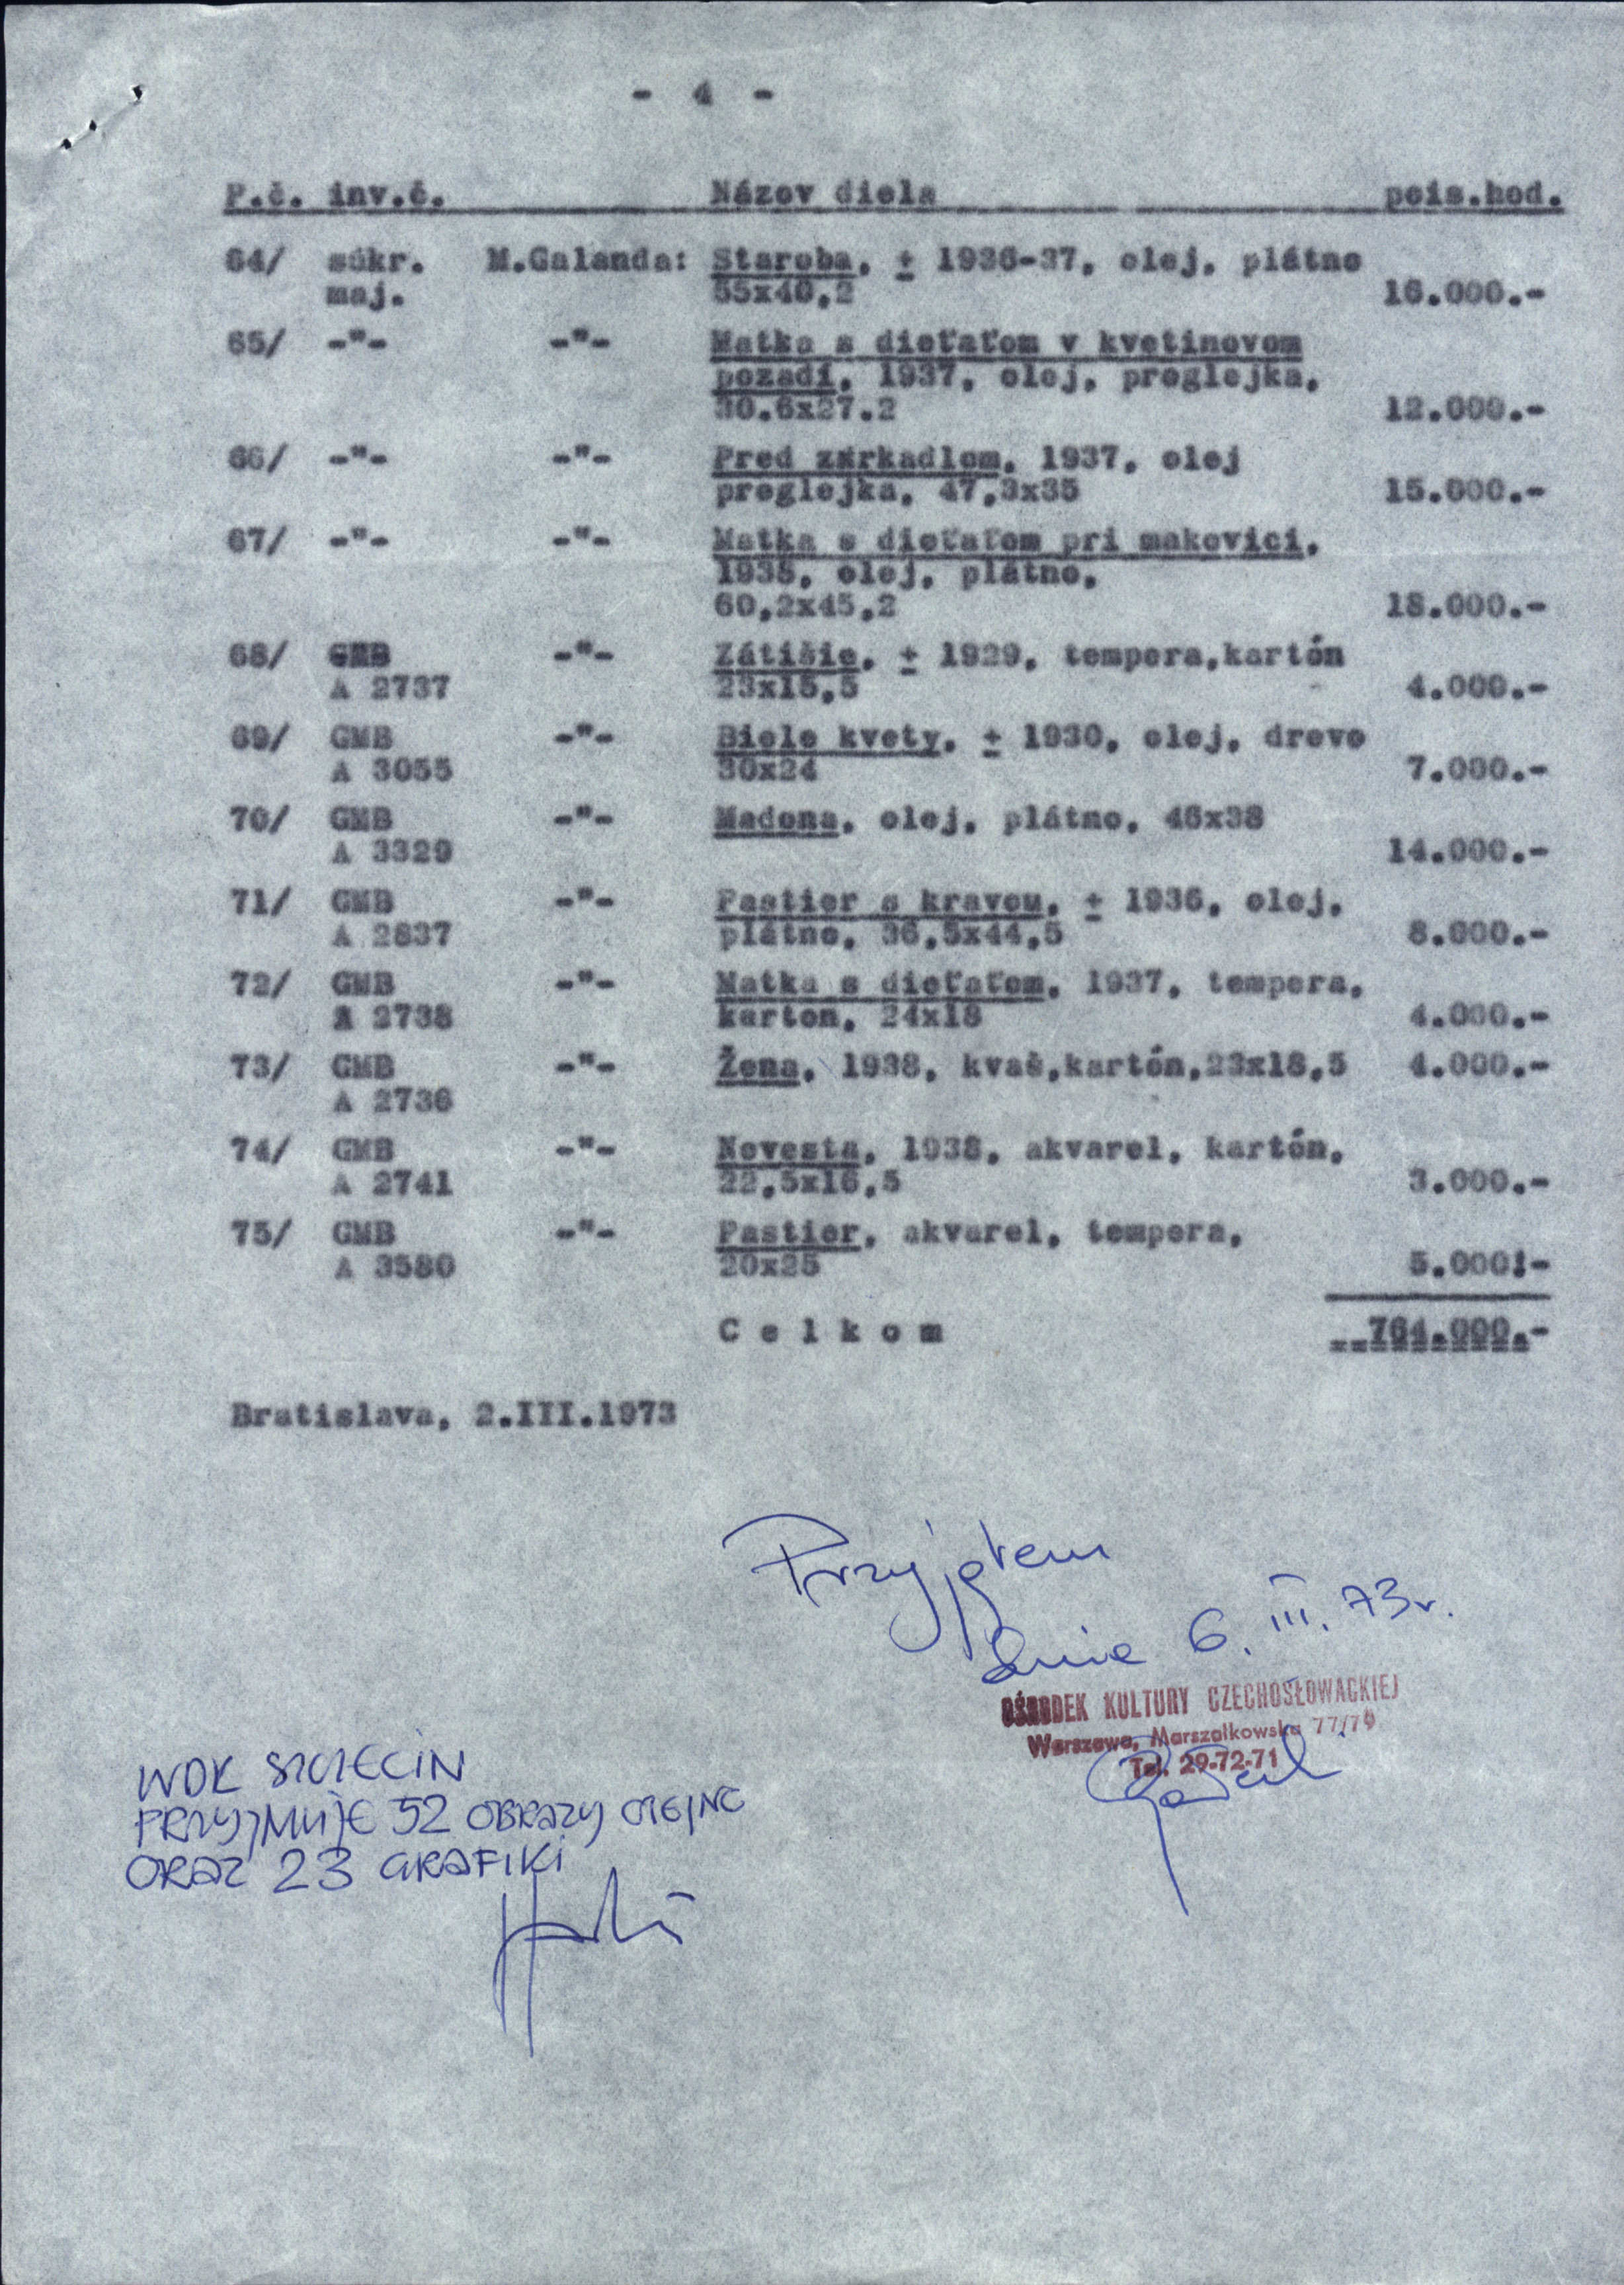 - 4 -
P.č. inv.č. Názov diela pois.hod.
64/ súkr. M.Galanda: Staroba, ± 1936-37, olej, plátno
maj. 55x40,2 16.000.-
65/ -"- -"- Matka s dieťaťom v kvetinovom
pozadí, 1937, olej, preglejka,
30.6x27.2 12.000.-
66/ -"- -"- Pred zrkadlom, 1937, olej
preglejka, 47,3x35 15.000.-
67/ -"- -"- Matka s dieťaťom pri makovici,
1935, olej, plátno,
60,2x45,2 18.000.-
68/ GMB -"- Zátišie, ± 1929, tempera,kartón
A 2737 23x15,5 4.000.-
69/ GMB -"- Biele kvety, ± 1930, olej, drevo
A 3055 30x24 7.000.-
70/ GMB -"- Madona, olej, plátno, 46x38
A 3329 14.000.-
71/ GMB -"- Pastier s kravou, ± 1936, olej,
A 2837 plátno, 36,5x44,5 8.000.-
72/ GMB -"- Matka s dieťaťom, 1937, tempera,
A 2738 karton, 24x18 4.000.-
73/ GMB -"- Žena, 1938, kvaš,kartón,23x18,5 4.000.-
A 2736
74/ GMB -"- Nevesta, 1938, akvarel, kartón,
A 2741 22,5x16,5 3.000.-
75/ GMB -"- Pastier, akvarel, tempera,
A 3580 20x25 5.000.-
C e l k o m 764.000.-
Bratislava, 2.III.1973
Przyjąłem
dnia 6. III. 73 r.
OŚRODEK KULTURY CZECHOSŁOWACKIEJ
Warszawa, Marszałkowska 77/79
Tel. 29-72-71
WDK SZCZECIN
PRZYJMUJE 52 OBRAZY OLEJNE
ORAZ 23 GRAFIKI